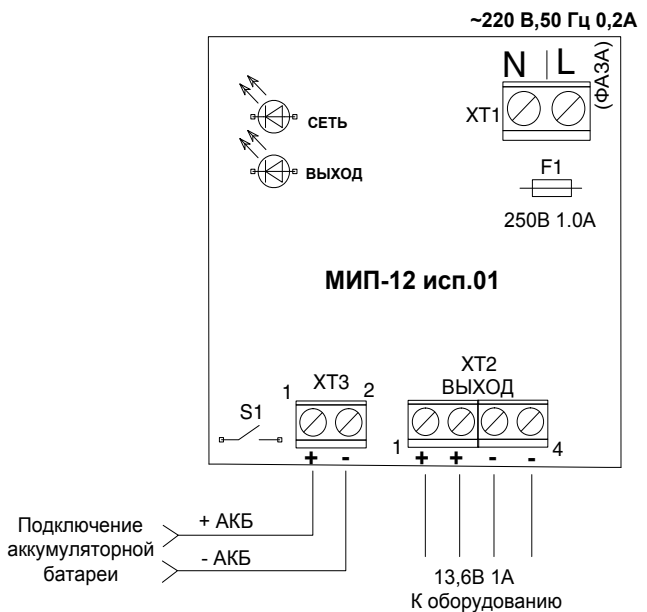 ~220 В,50 Гц 0,2А
N L
(ФАЗА)
XT1
СЕТЬ
ВЫХОД
F1
250В 1.0А
МИП-12 исп.01
XT3
1 2
S1
+ -
XT2
ВЫХОД
1 4
+ + - -
Подключение
аккумуляторной
батареи
+ АКБ
- АКБ
13,6В 1А
К оборудованию